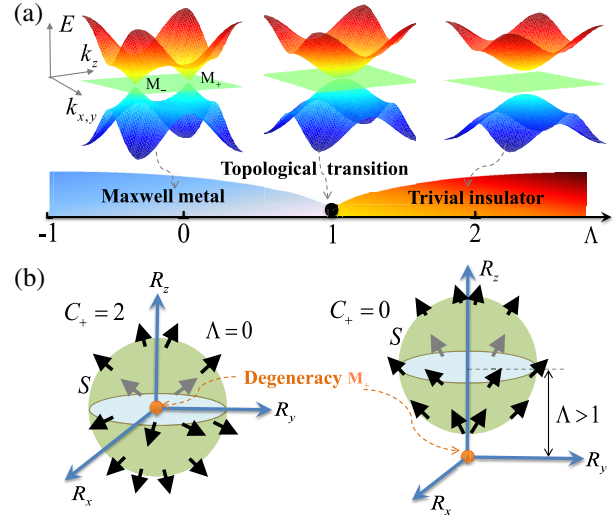 (a)
E
k_z
k_{x,y}
M_-
M_+
Topological transition
Maxwell metal
Trivial insulator
-1 0 1 2 Λ
(b)
R_z
C_+ = 2
Λ = 0
S
R_y
R_x
Degeneracy M_+
R_z
C_+ = 0
S
Λ > 1
R_y
R_x